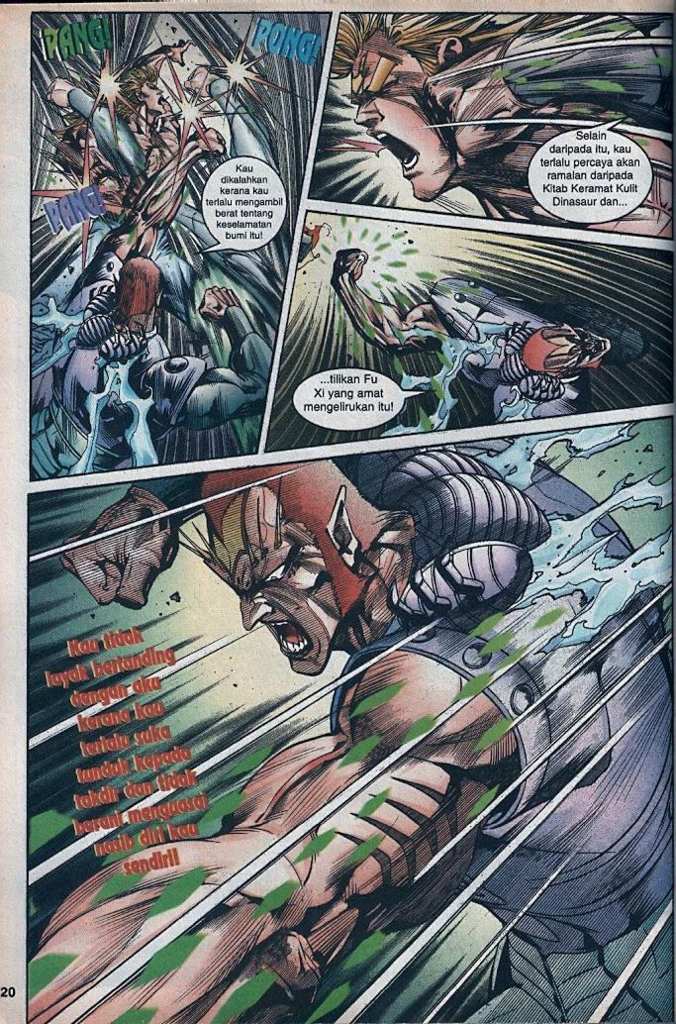 PANG!
PONG!
PANG!
Kau
dikalahkan
kerana kau
terlalu mengambil
berat tentang
keselamatan
bumi itu!
Selain
daripada itu, kau
terlalu percaya akan
ramalan daripada
Kitab Keramat Kulit
Dinasaur dan...
...tilikan Fu
Xi yang amat
mengelirukan itu!
Kau tidak
layak bertanding
dengan aku
kerana kau
terlalu suka
tunduk kepada
takdir dan tidak
berani menguasai
nasib diri kau
sendiri!
20